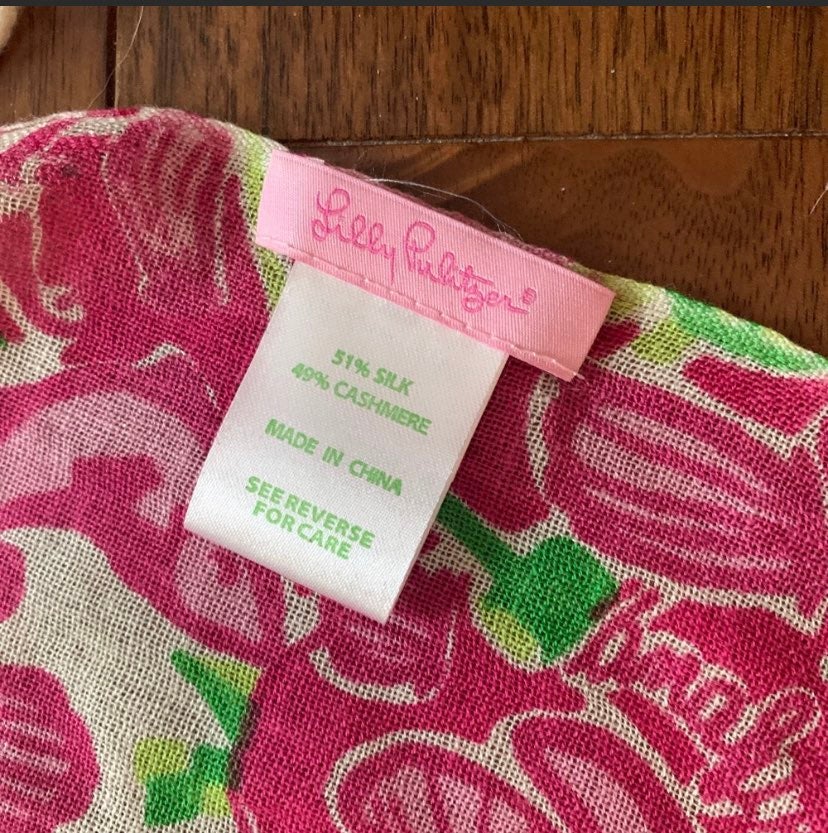 Lilly Pulitzer®
51% SILK
49% CASHMERE
MADE IN CHINA
SEE REVERSE
FOR CARE